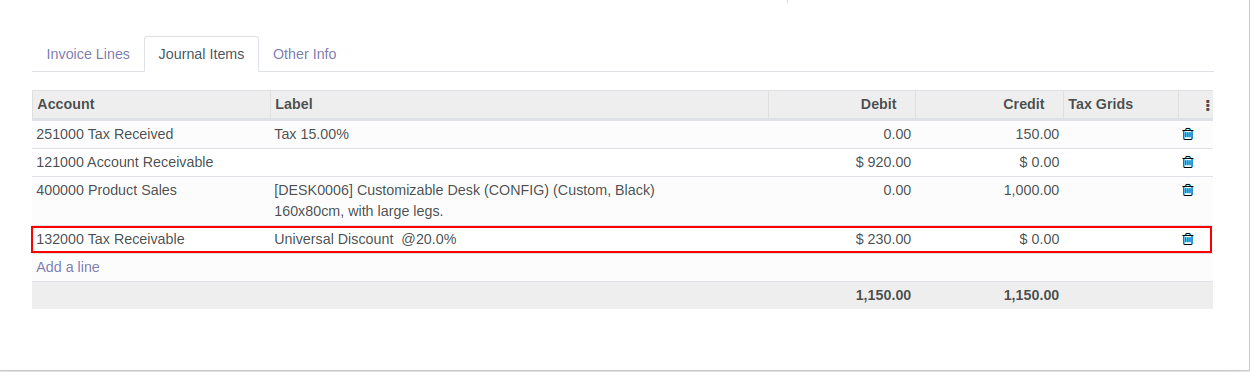 Invoice Lines Journal Items Other Info
Account Label Debit Credit Tax Grids
251000 Tax Received Tax 15.00% 0.00 150.00
121000 Account Receivable $ 920.00 $ 0.00
400000 Product Sales [DESK0006] Customizable Desk (CONFIG) (Custom, Black) 0.00 1,000.00
160x80cm, with large legs.
132000 Tax Receivable Universal Discount @20.0% $ 230.00 $ 0.00
Add a line
1,150.00 1,150.00